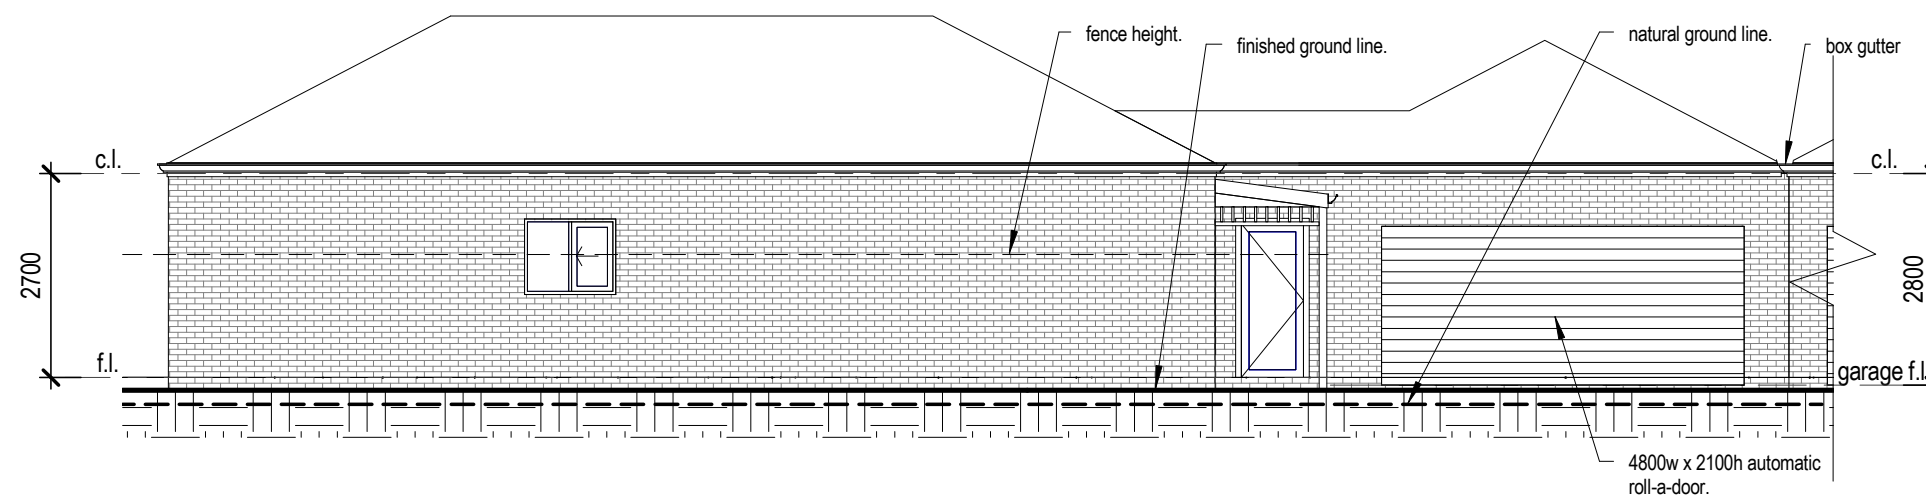 fence height.
finished ground line.
natural ground line.
box gutter
c.l.
c.l.
2700
2800
f.l.
garage f.l.
4800w x 2100h automatic
roll-a-door.